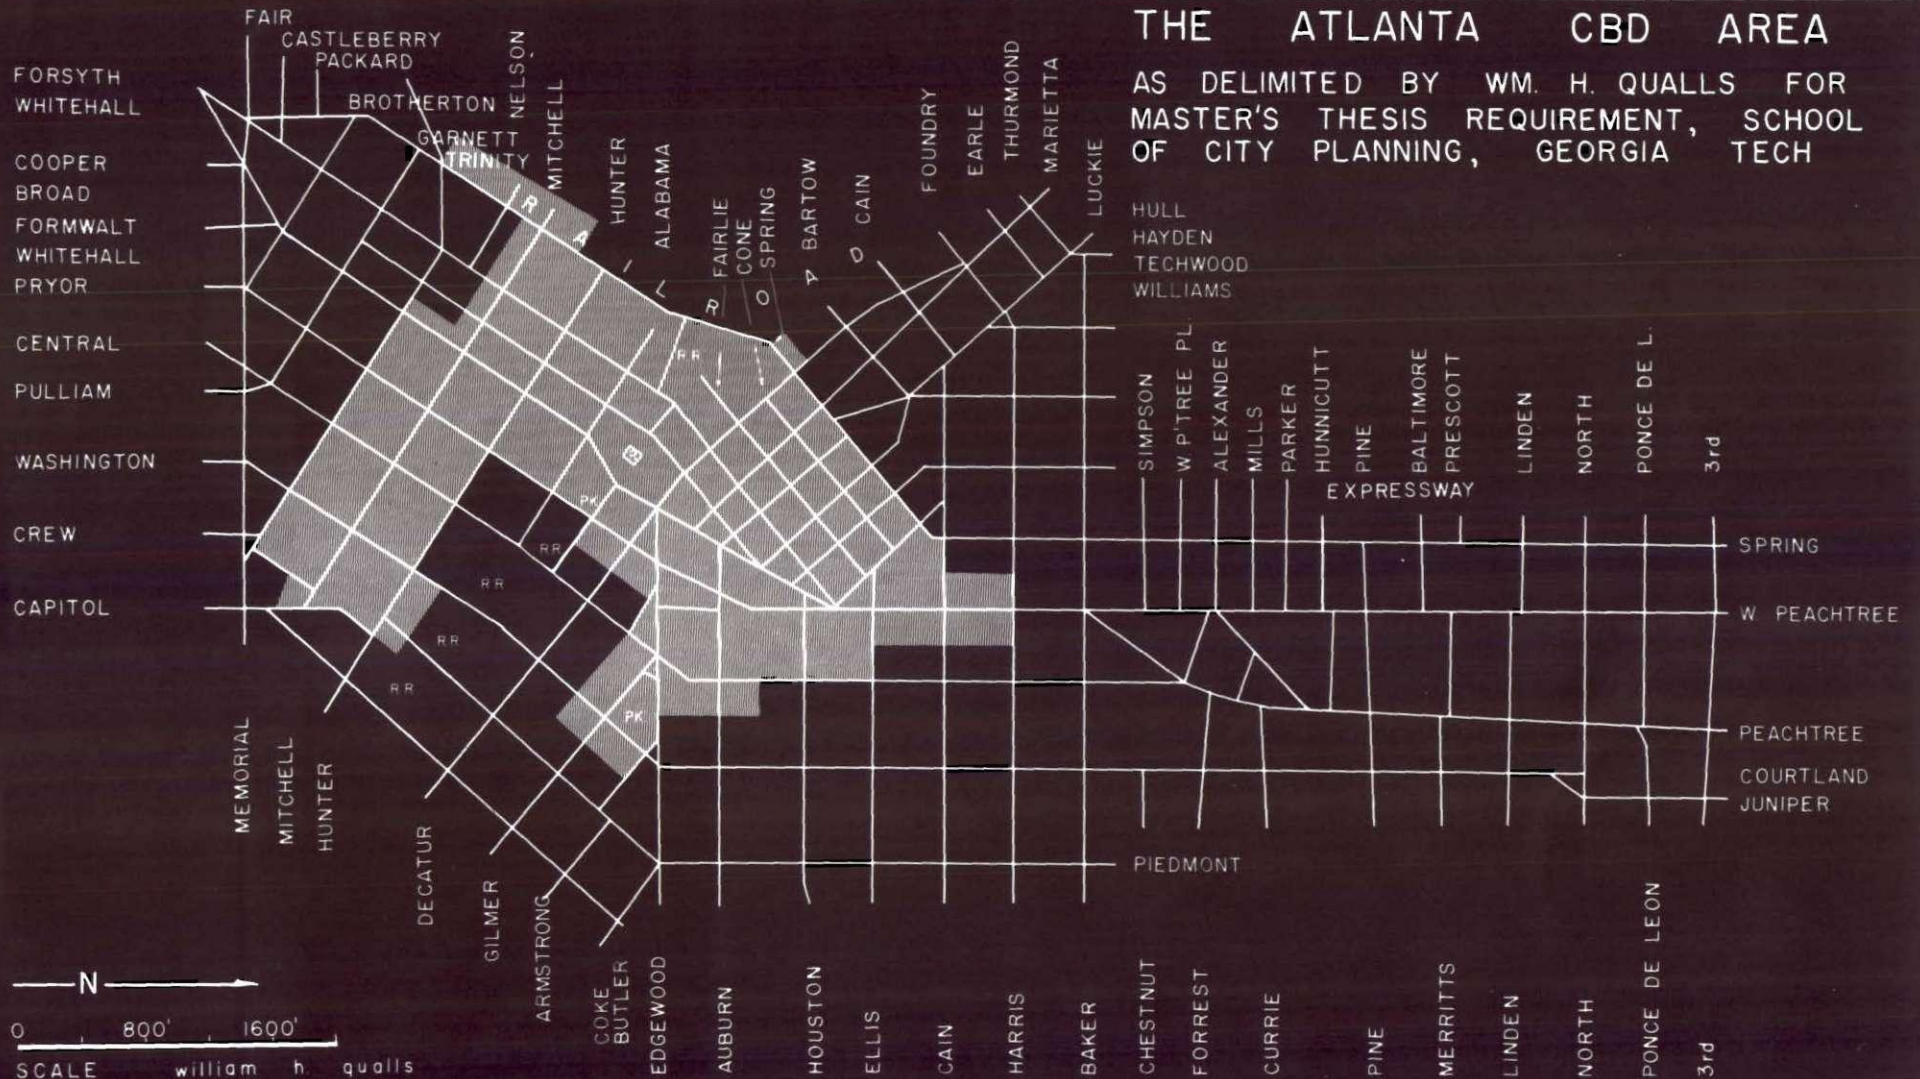 THE ATLANTA CBD AREA
AS DELIMITED BY WM. H. QUALLS FOR
MASTER'S THESIS REQUIREMENT, SCHOOL
OF CITY PLANNING, GEORGIA TECH
FAIR
CASTLEBERRY
PACKARD
BROTHERTON
GARNETT
TRINITY
NELSON
MITCHELL
HUNTER
ALABAMA
FAIRLIE
CONE
SPRING
BARTOW
CAIN
FOUNDRY
EARLE
THURMOND
MARIETTA
LUCKIE
FORSYTH
WHITEHALL
COOPER
BROAD
FORMWALT
WHITEHALL
PRYOR
CENTRAL
PULLIAM
WASHINGTON
CREW
CAPITOL
HULL
HAYDEN
TECHWOOD
WILLIAMS
R A I L R O A D
RR
PK
RR
RR
RR
RR
PK
SIMPSON
W P'TREE PL.
ALEXANDER
MILLS
PARKER
HUNNICUTT
PINE
BALTIMORE
PRESCOTT
LINDEN
NORTH
PONCE DE L.
3rd
EXPRESSWAY
SPRING
W PEACHTREE
PEACHTREE
COURTLAND
JUNIPER
PIEDMONT
MEMORIAL
MITCHELL
HUNTER
DECATUR
GILMER
ARMSTRONG
COKE
BUTLER
EDGEWOOD
AUBURN
HOUSTON
ELLIS
CAIN
HARRIS
BAKER
CHESTNUT
FORREST
CURRIE
PINE
MERRITTS
LINDEN
NORTH
PONCE DE LEON
3rd
N
0 800' 1600'
SCALE william h. qualls